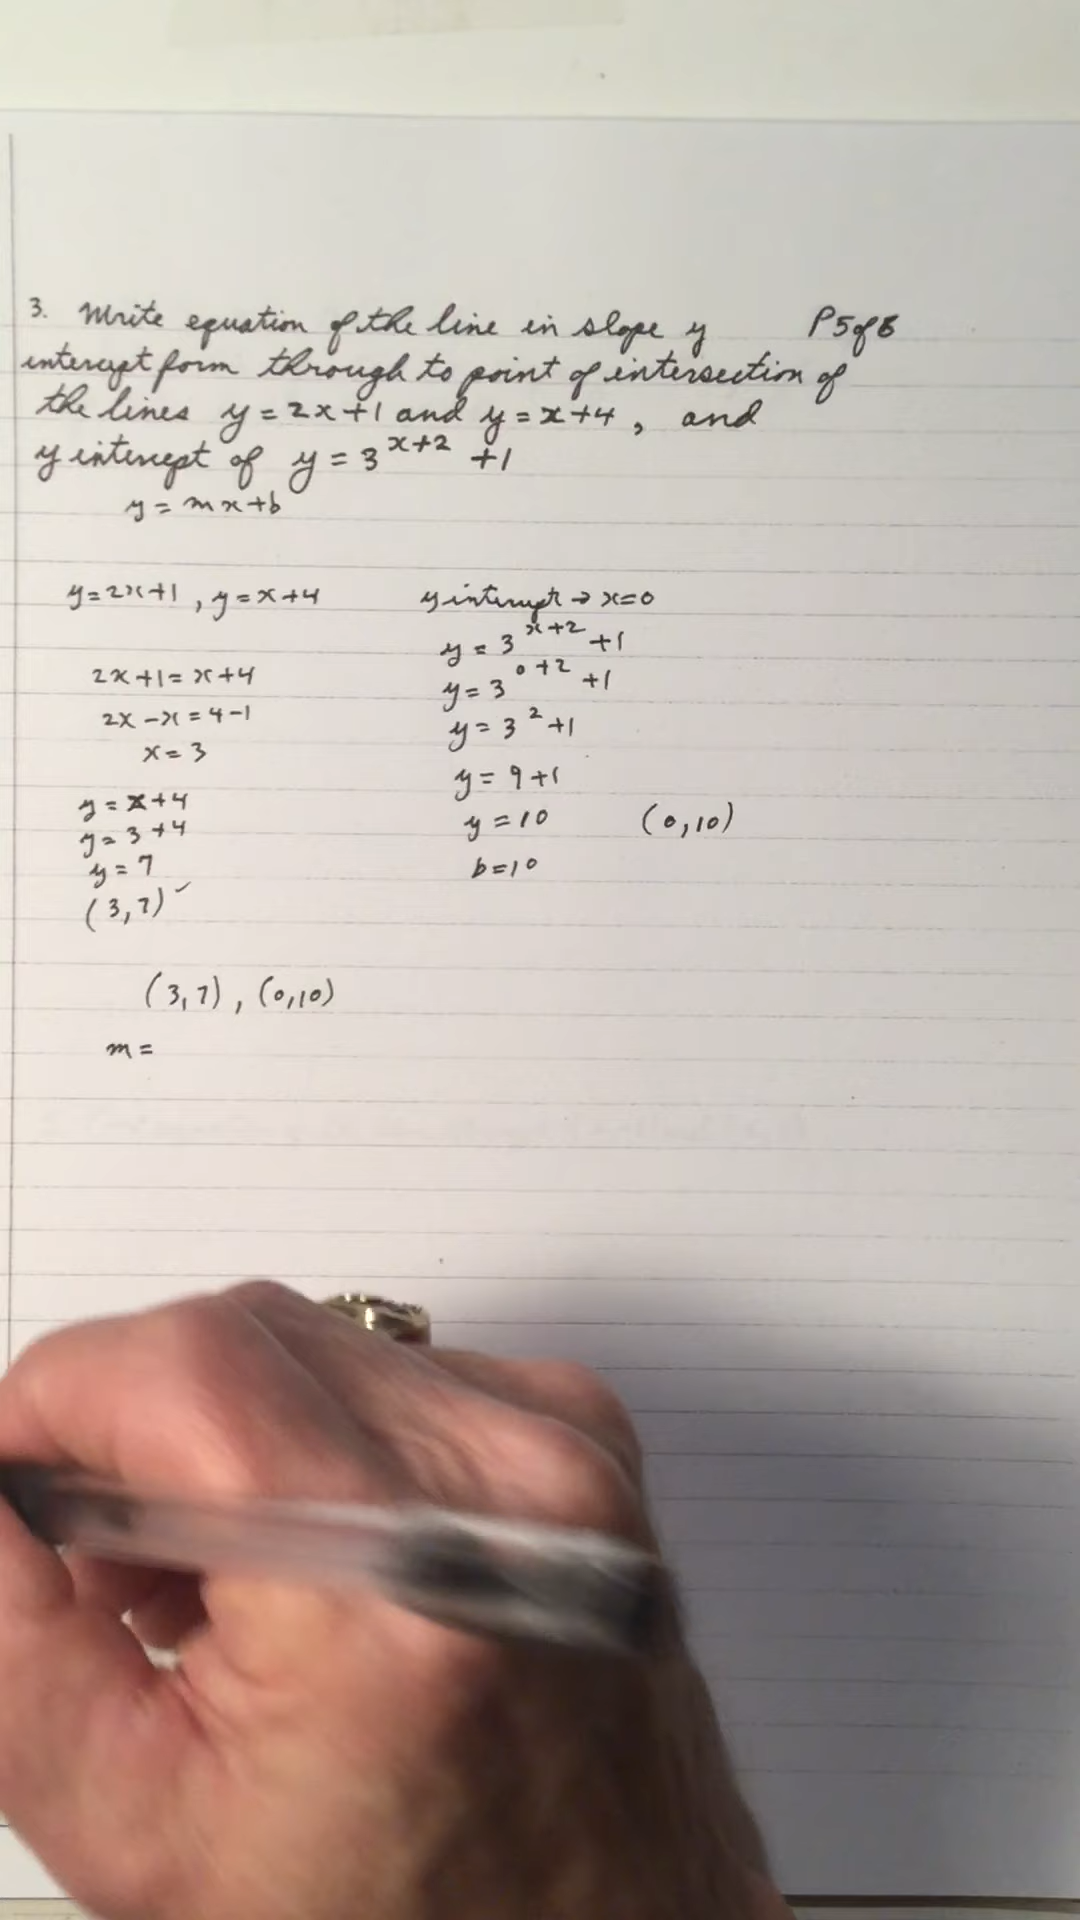 3. Write equation of the line in slope y P5of6
intercept form through to point of intersection of
the lines y = 2x+1 and y = x+4, and
y intercept of y = 3^x+2 +1
y = mx+b
y=2x+1, y=x+4
2x+1=x+4
2x-x=4-1
x=3
y=x+4
y=3+4
y=7
(3,7)
y intercept → x=0
y = 3^x+2 +1
y=3^0+2 +1
y=3^2+1
y=9+1
y=10 (0,10)
b=10
(3,7), (0,10)
m=